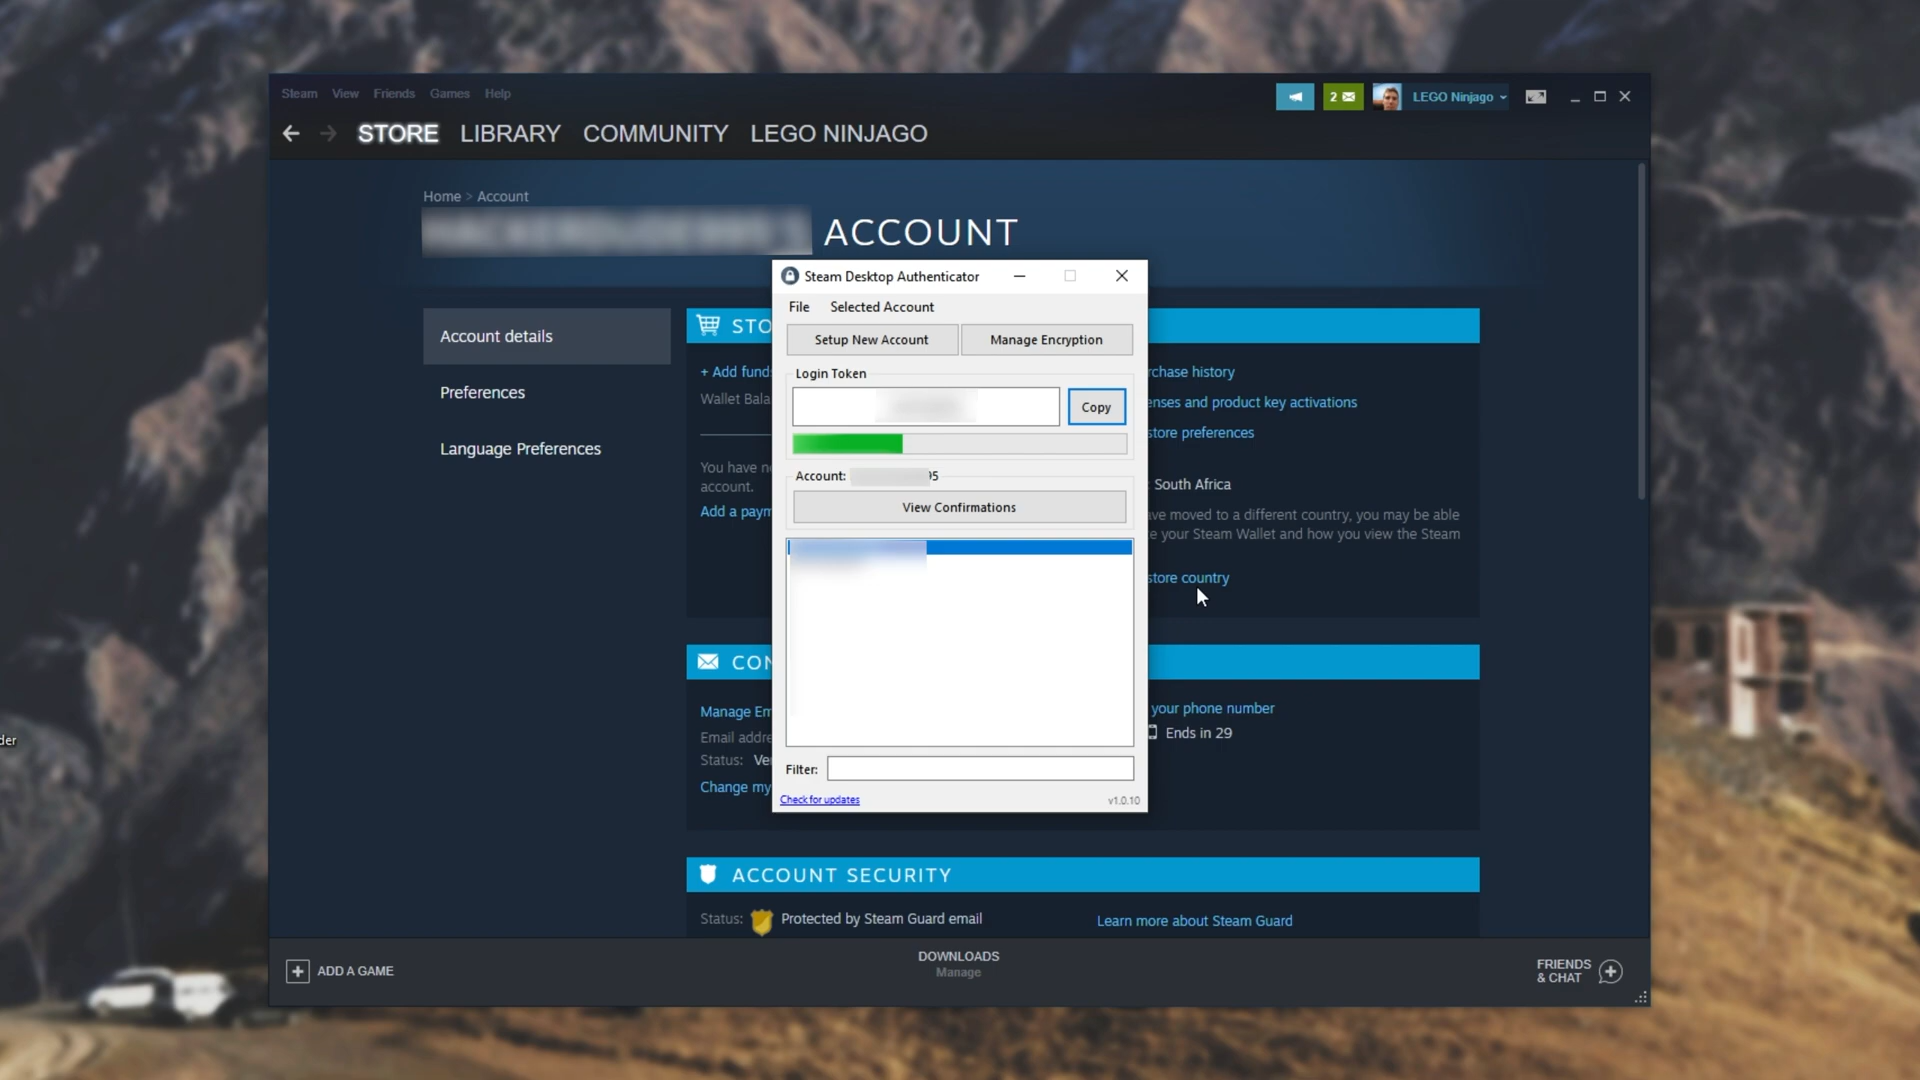 Steam View Friends Games Help
2
LEGO Ninjago
STORE LIBRARY COMMUNITY LEGO NINJAGO
Home > Account
ACCOUNT
Steam Desktop Authenticator
File Selected Account
Setup New Account Manage Encryption
Login Token
Copy
Account: 95
View Confirmations
Filter:
Check for updates v1.0.10
Account details
Preferences
Language Preferences
STO
+ Add fund
Wallet Bala
You have n
account.
Add a paym
rchase history
enses and product key activations
store preferences
: South Africa
ave moved to a different country, you may be able
e your Steam Wallet and how you view the Steam
store country
CON
Manage Em
Email addre
Status: Ve
Change my
your phone number
Ends in 29
ACCOUNT SECURITY
Status: Protected by Steam Guard email
Learn more about Steam Guard
+ ADD A GAME
DOWNLOADS
Manage
FRIENDS
& CHAT
der